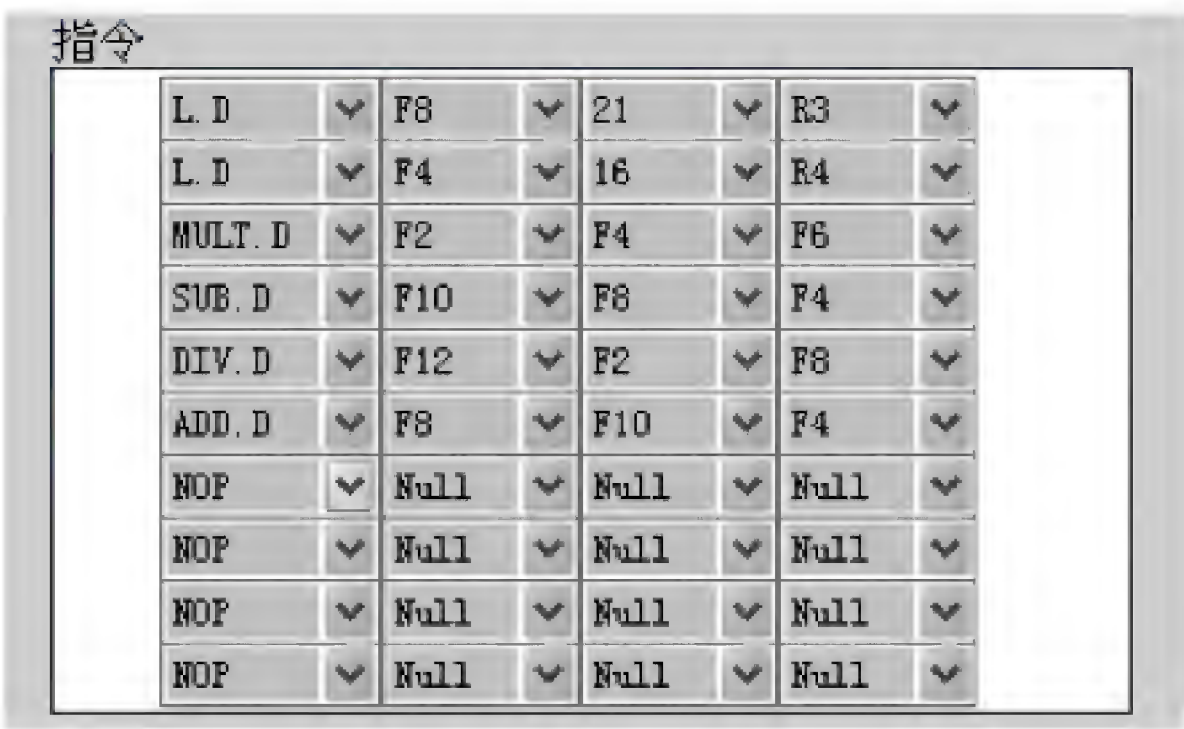 指令
L.D F8 21 R3
L.D F4 16 R4
MULT.D F2 F4 F6
SUB.D F10 F8 F4
DIV.D F12 F2 F8
ADD.D F8 F10 F4
NOP Null Null Null
NOP Null Null Null
NOP Null Null Null
NOP Null Null Null